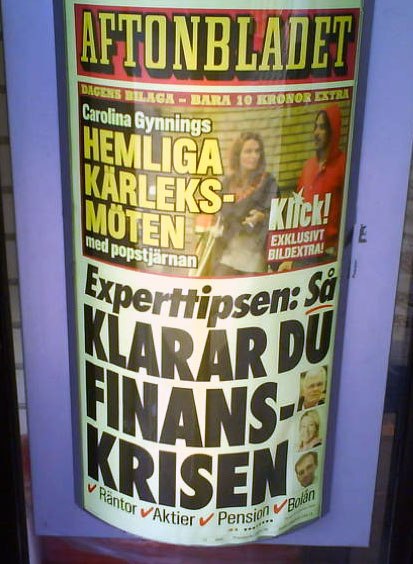 AFTONBLADET
DAGENS BILAGA - BARA 10 KRONOR EXTRA
Carolina Gynnings
HEMLIGA
KÄRLEKS-
MÖTEN
med popstjärnan
Klick!
EXKLUSIVT
BILDEXTRA!
Experttipsen: Så
KLARAR DU
FINANS-
KRISEN
Räntor Aktier Pension Bolån